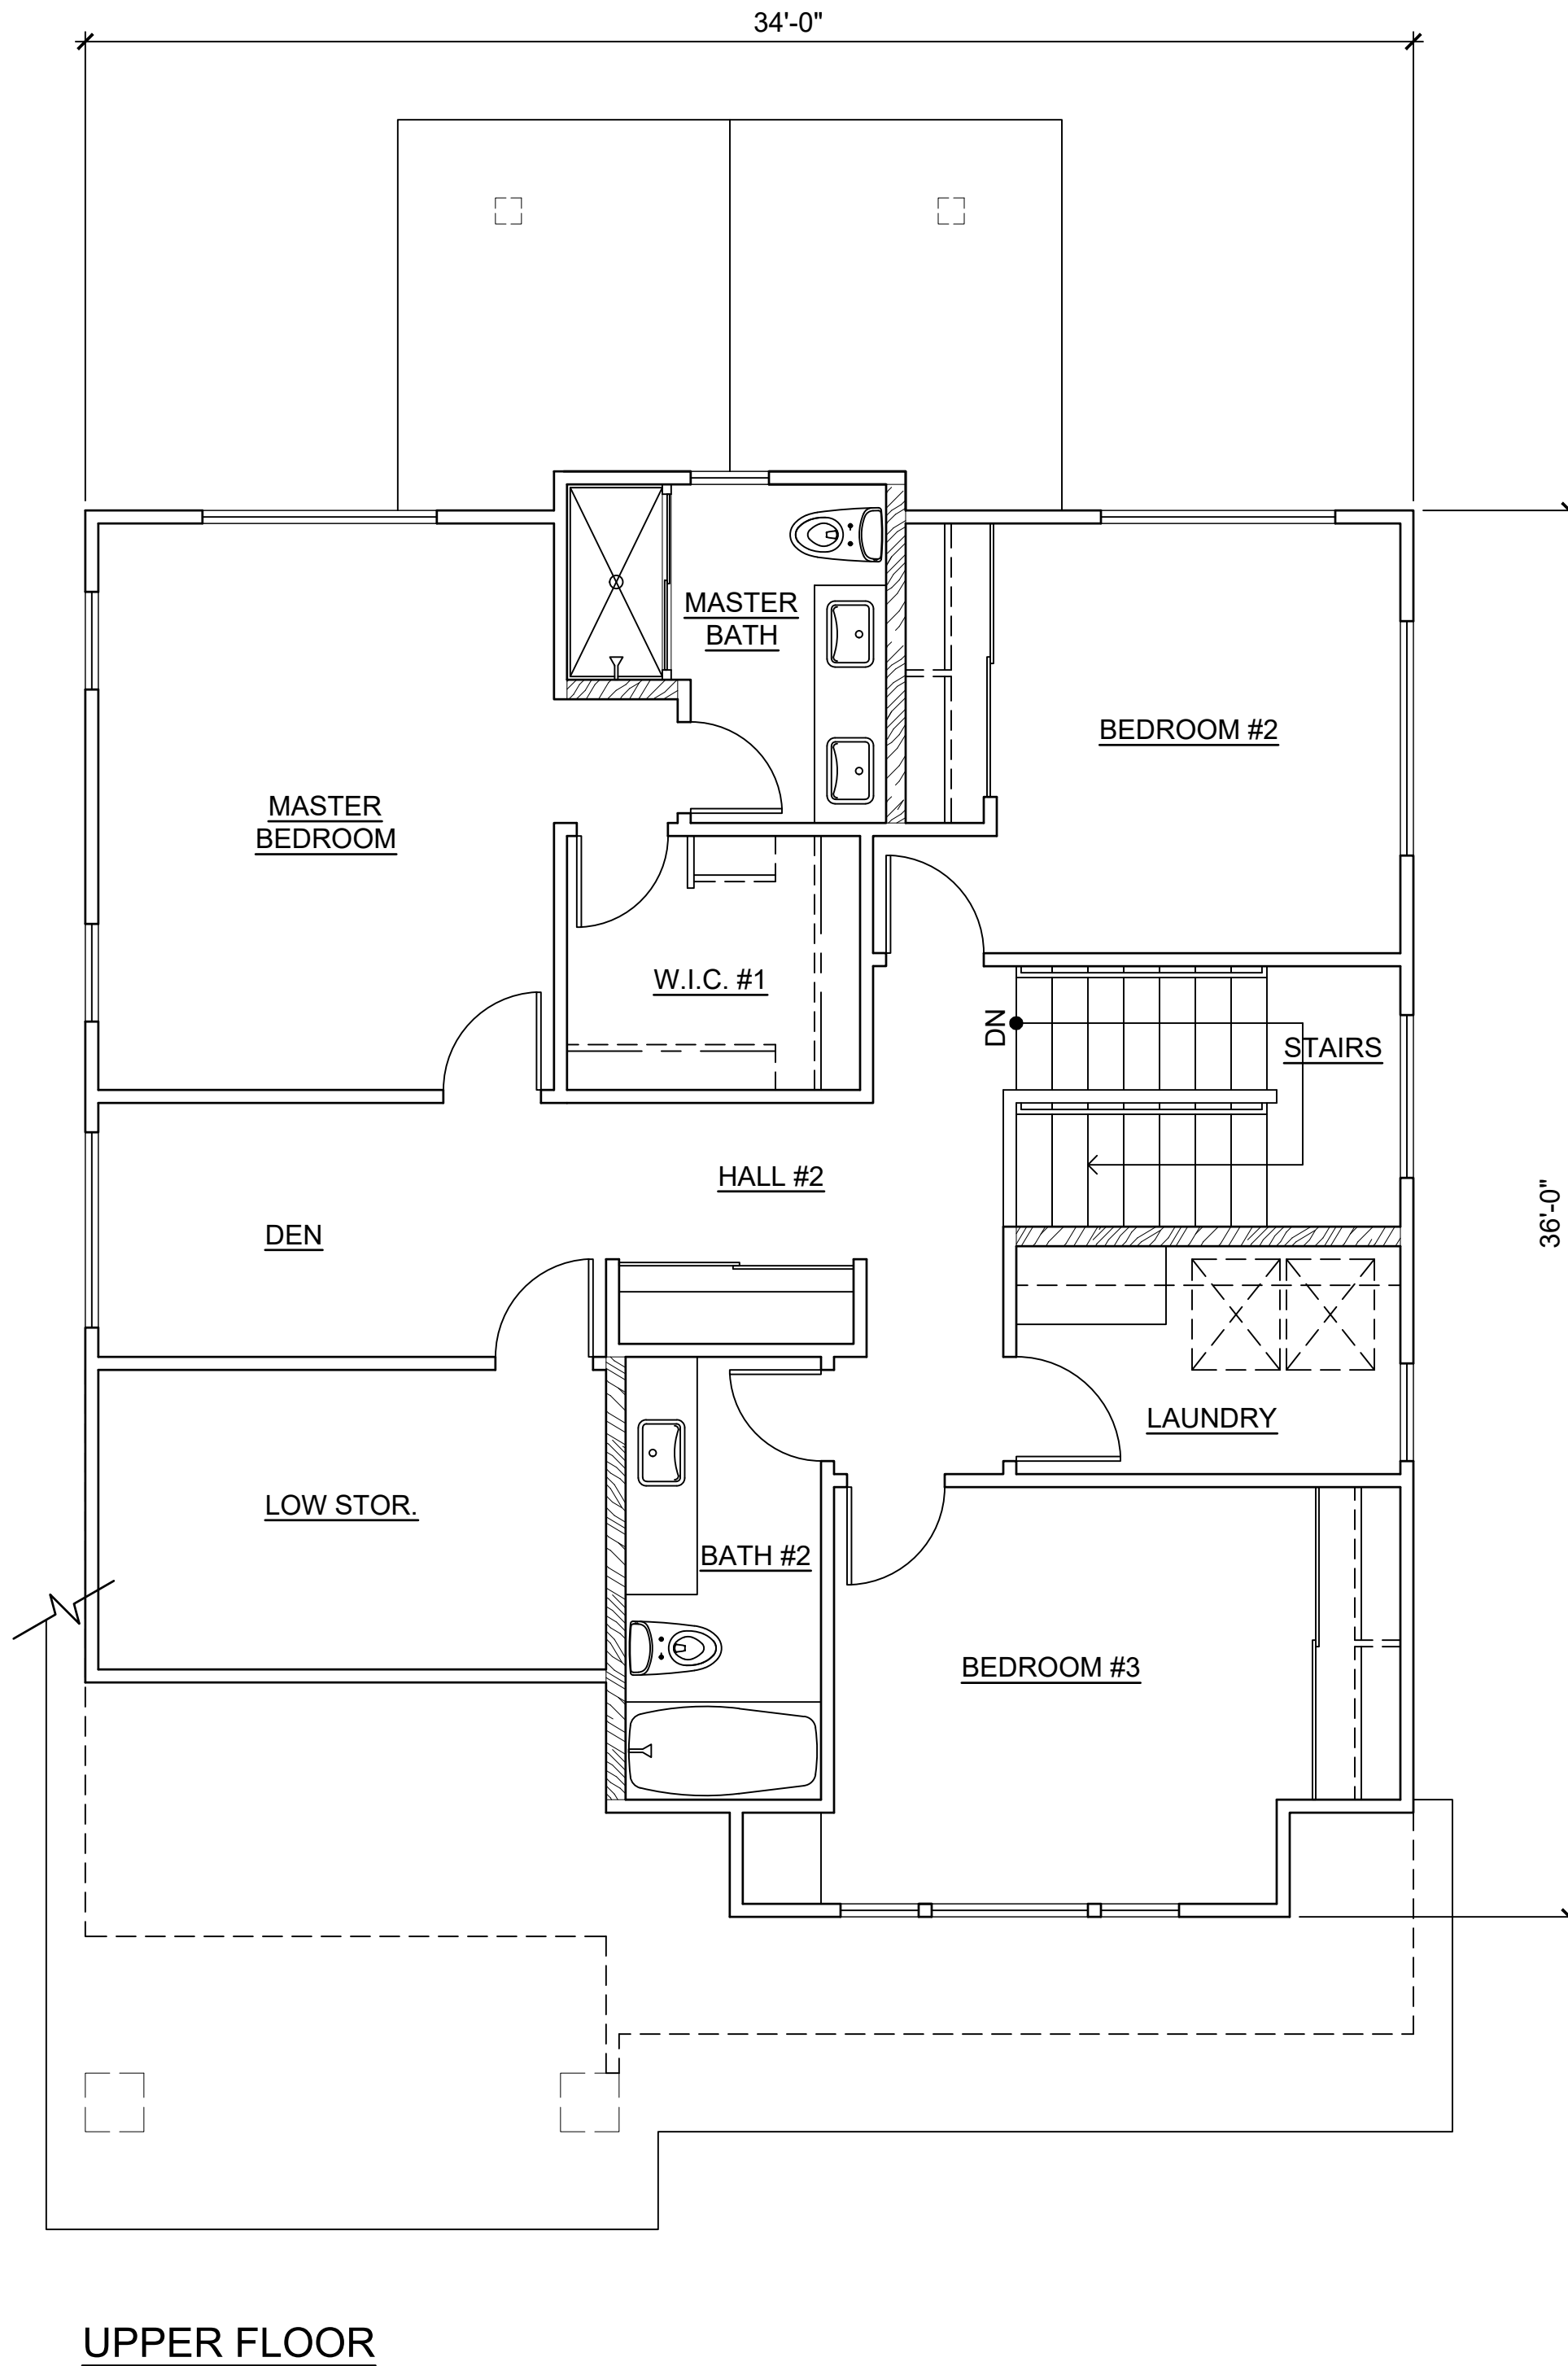 34'-0"
MASTER
BATH
BEDROOM #2
MASTER
BEDROOM
W.I.C. #1
DN
STAIRS
HALL #2
36'-0"
DEN
LAUNDRY
LOW STOR.
BATH #2
BEDROOM #3
UPPER FLOOR